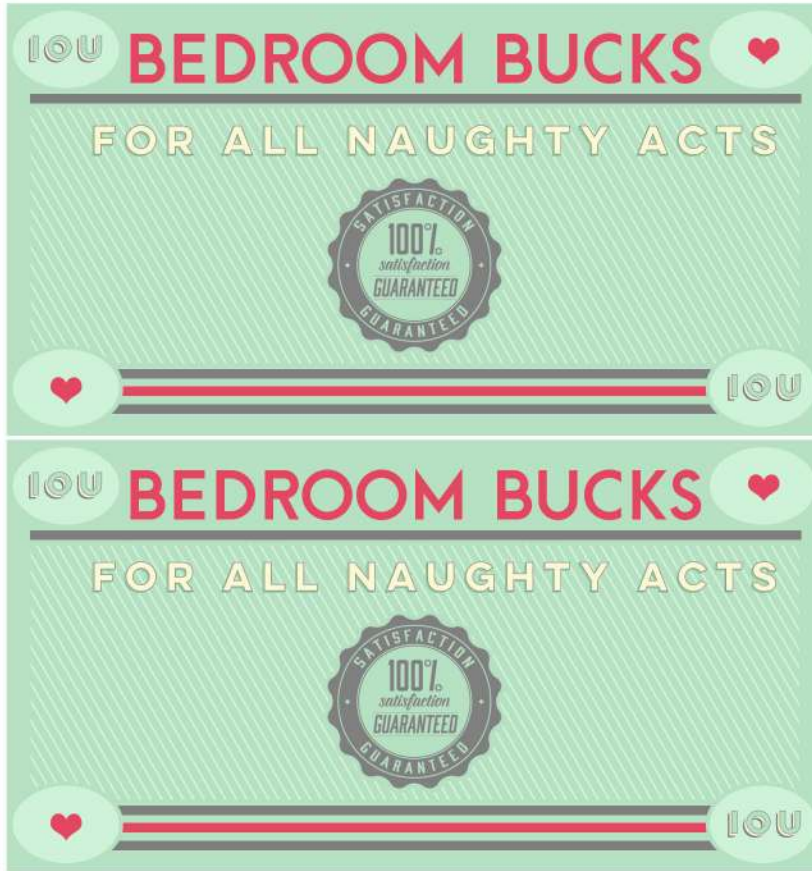 IOU
BEDROOM BUCKS
FOR ALL NAUGHTY ACTS
SATISFACTION
100%
satisfaction
GUARANTEED
GUARANTEED
IOU
IOU
BEDROOM BUCKS
FOR ALL NAUGHTY ACTS
SATISFACTION
100%
satisfaction
GUARANTEED
GUARANTEED
IOU